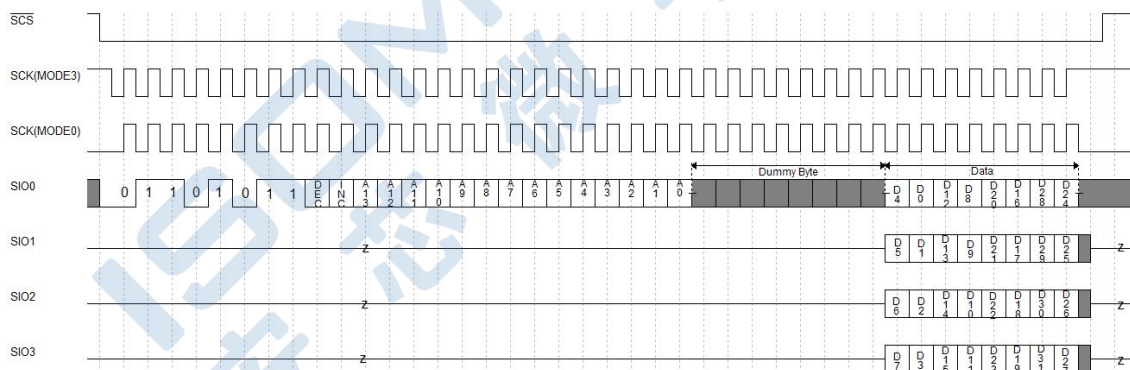 SCS
SCK(MODE3)
SCK(MODE0)
Dummy Byte Data
SIO0 0 1 1 0 1 0 1 1 DEC INC A13 A12 A11 A10 A9 A8 A7 A6 A5 A4 A3 A2 A1 A0 D4 D0 D12 D8 D20 D16 D28 D24
SIO1 z D5 D1 D13 D9 D21 D17 D29 D25 z
SIO2 z D6 D2 D14 D10 D22 D18 D30 D26 z
SIO3 z D7 D3 D15 D11 D23 D19 D31 D27 z
微
芯